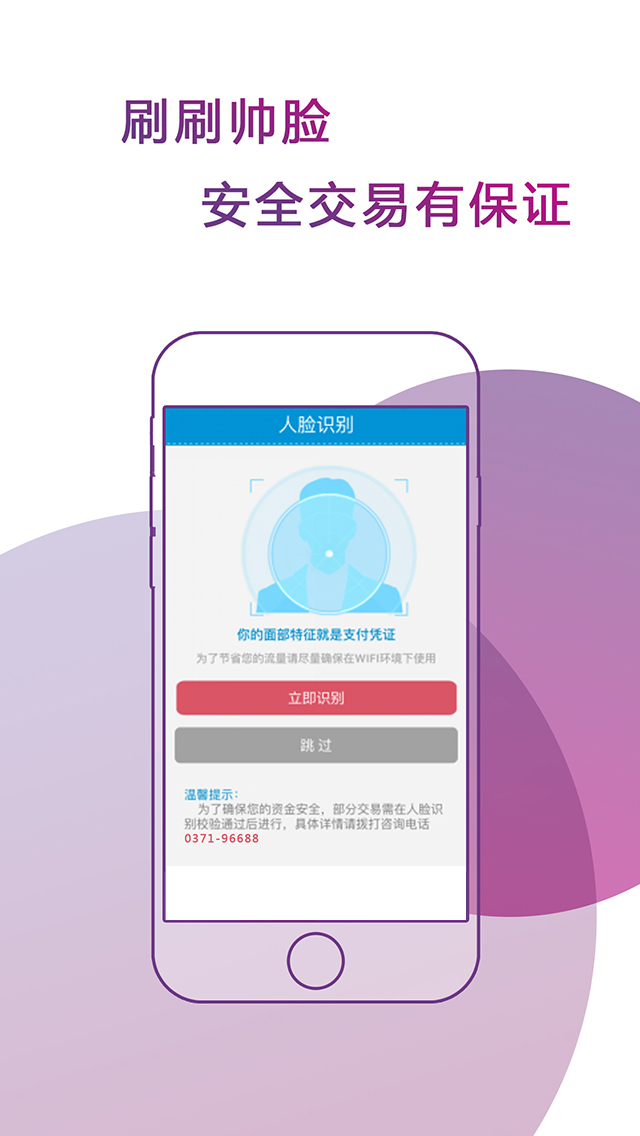 刷刷帅脸
安全交易有保证
人脸识别
你的面部特征就是支付凭证
为了节省您的流量请尽量确保在WIFI环境下使用
立即识别
跳过
温馨提示：
为了确保您的资金安全，部分交易需在人脸识
别校验通过后进行，具体详情请拨打咨询电话
0371-96688